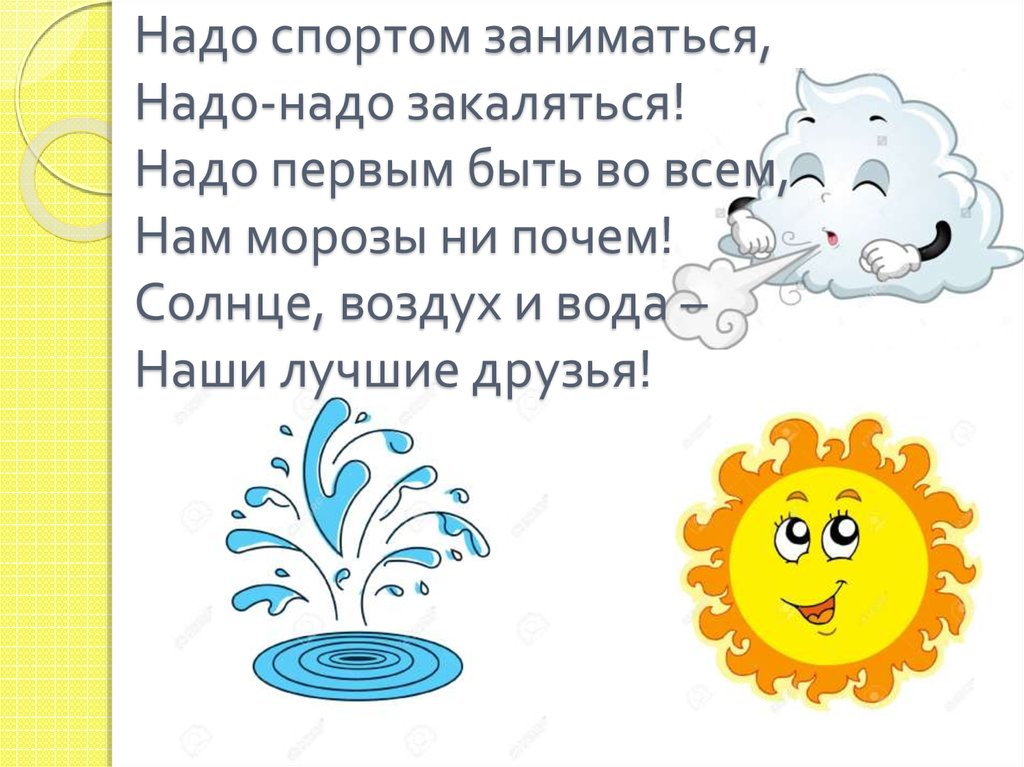 Надо спортом заниматься,
Надо-надо закаляться!
Надо первым быть во всем,
Нам морозы ни почем!
Солнце, воздух и вода –
Наши лучшие друзья!